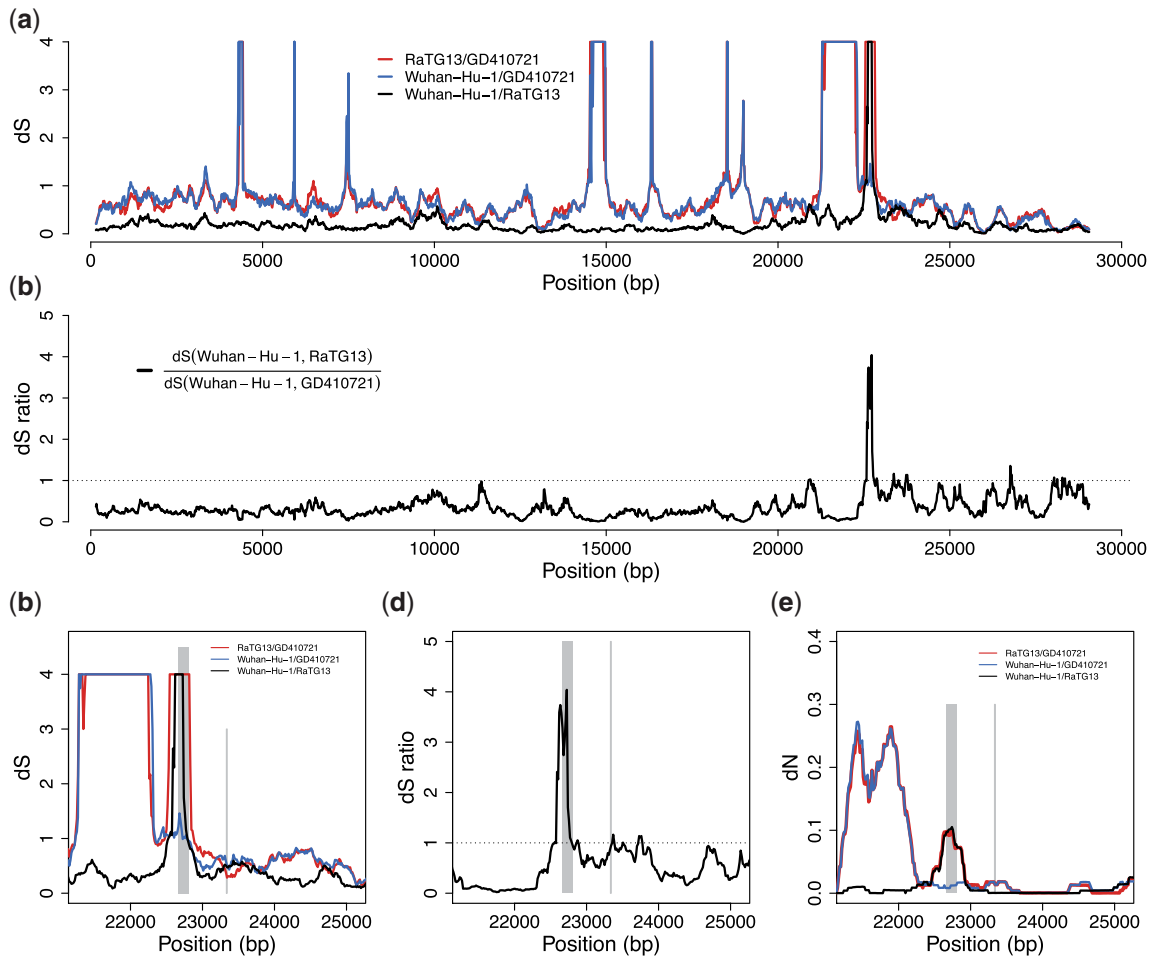 (a)
dS
0 1 2 3 4
RaTG13/GD410721
Wuhan−Hu−1/GD410721
Wuhan−Hu−1/RaTG13
0 5000 10000 15000 20000 25000 30000
Position (bp)
(b)
dS ratio
0 1 2 3 4 5
dS(Wuhan−Hu−1, RaTG13)
dS(Wuhan−Hu−1, GD410721)
0 5000 10000 15000 20000 25000 30000
Position (bp)
(b)
dS
0 1 2 3 4
RaTG13/GD410721
Wuhan−Hu−1/GD410721
Wuhan−Hu−1/RaTG13
22000 23000 24000 25000
Position (bp)
(d)
dS ratio
0 1 2 3 4 5
22000 23000 24000 25000
Position (bp)
(e)
dN
0.0 0.1 0.2 0.3 0.4
RaTG13/GD410721
Wuhan−Hu−1/GD410721
Wuhan−Hu−1/RaTG13
22000 23000 24000 25000
Position (bp)